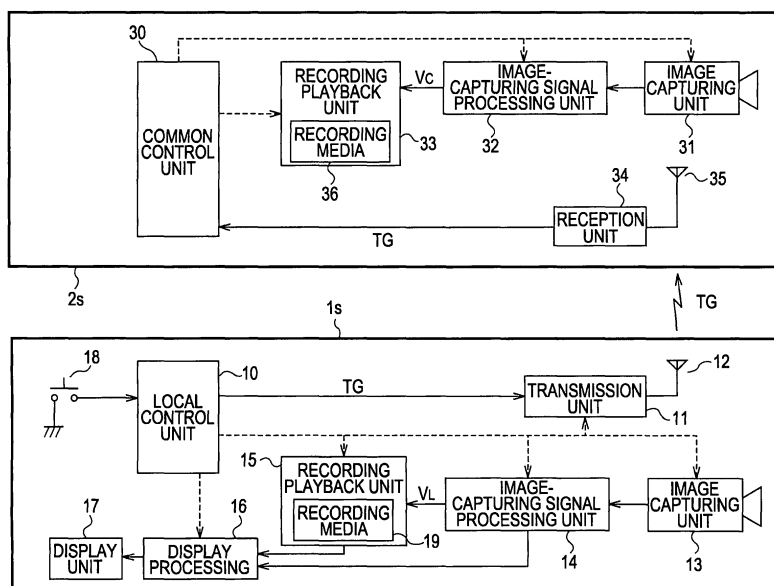 30
COMMON
CONTROL
UNIT
RECORDING
PLAYBACK
UNIT
RECORDING
MEDIA
36
33
Vc
IMAGE-
CAPTURING SIGNAL
PROCESSING UNIT
32
IMAGE
CAPTURING
UNIT
31
34
RECEPTION
UNIT
35
TG
2s
TG
1s
18
10
LOCAL
CONTROL
UNIT
TG
TRANSMISSION
UNIT
11
12
15
RECORDING
PLAYBACK UNIT
RECORDING
MEDIA
19
VL
IMAGE-
CAPTURING SIGNAL
PROCESSING UNIT
14
IMAGE
CAPTURING
UNIT
13
17
DISPLAY
UNIT
16
DISPLAY
PROCESSING